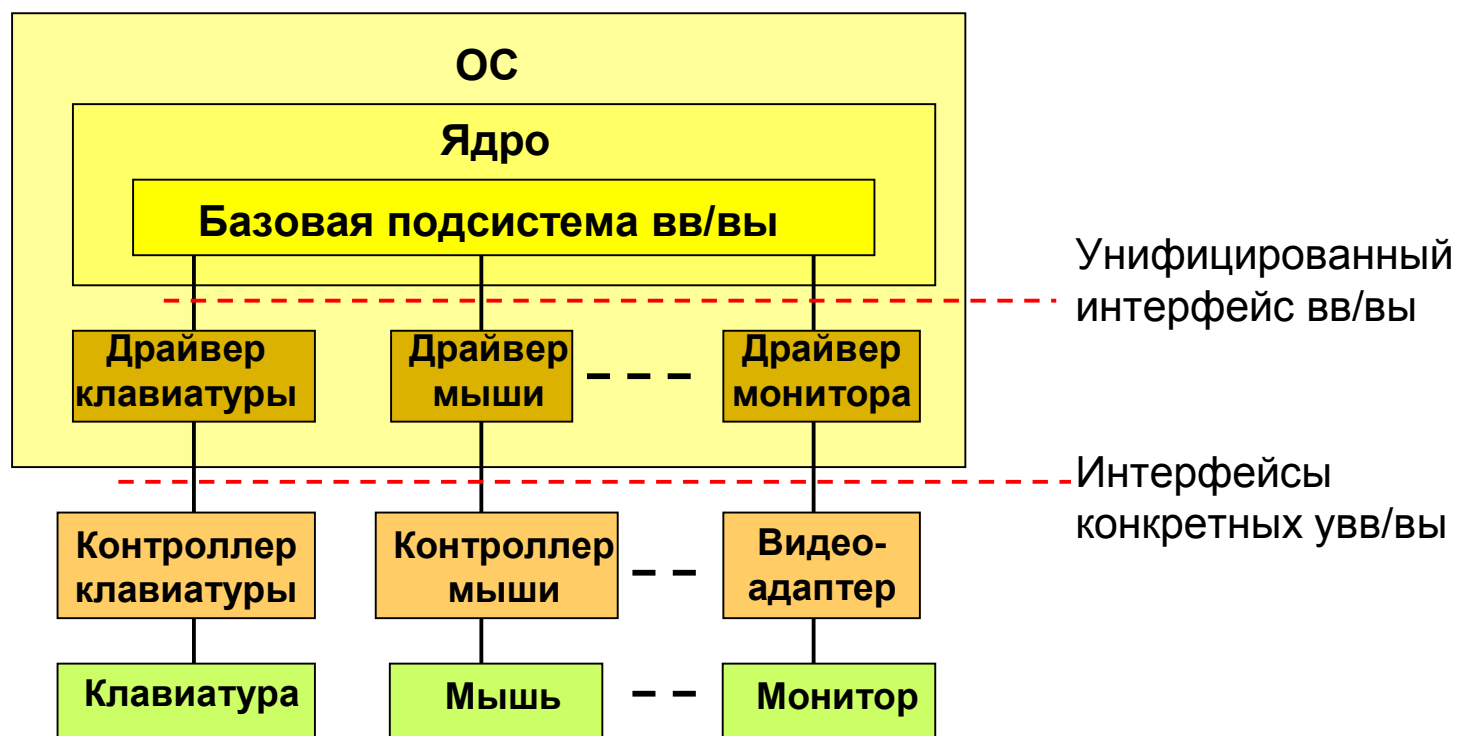 ОС
Ядро
Базовая подсистема вв/вы
Унифицированный
интерфейс вв/вы
Драйвер
клавиатуры
Драйвер
мыши
Драйвер
монитора
Интерфейсы
конкретных увв/вы
Контроллер
клавиатуры
Контроллер
мыши
Видео-
адаптер
Клавиатура
Мышь
Монитор